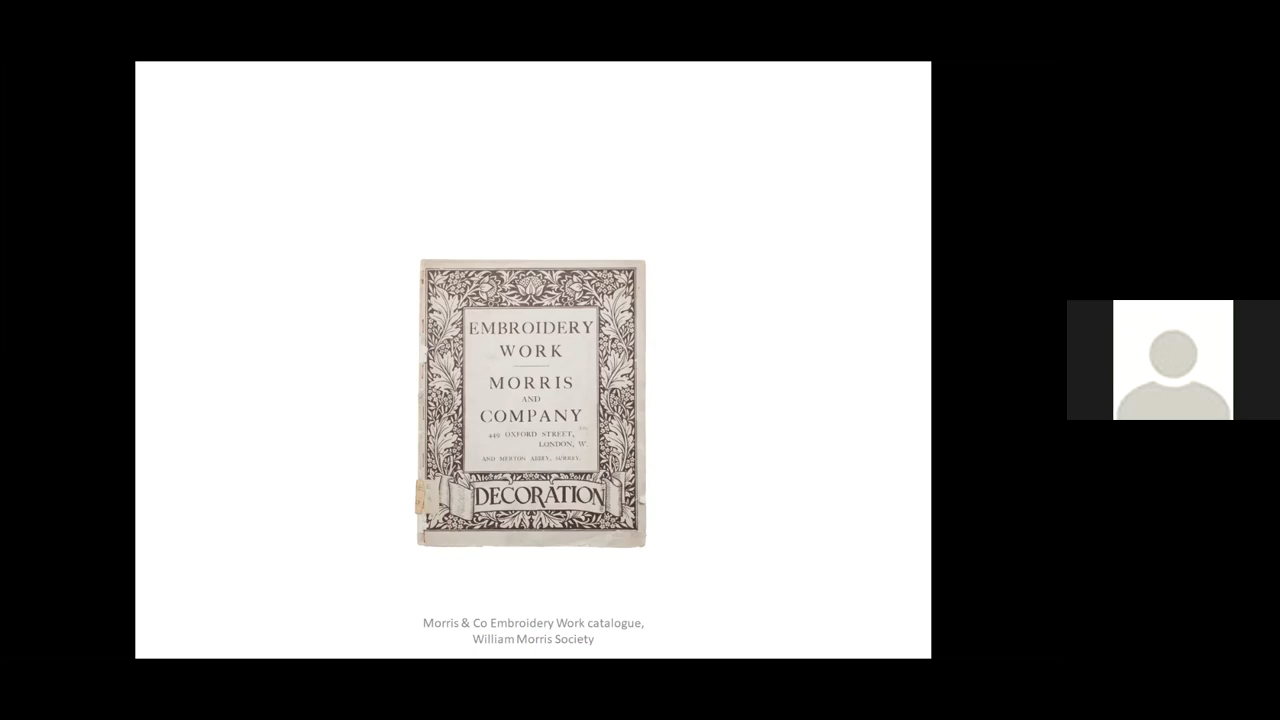 EMBROIDERY
WORK
MORRIS
AND
COMPANY
449 OXFORD STREET,
LONDON, W.
AND MERTON ABBEY, SURREY.
DECORATION
Morris & Co Embroidery Work catalogue,
William Morris Society